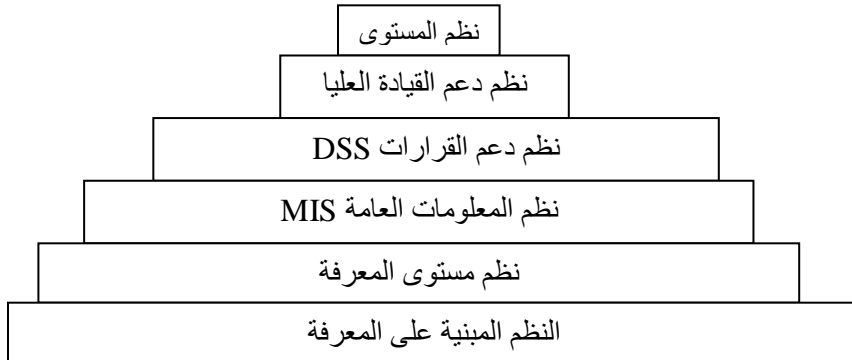 نظم المستوى
نظم دعم القيادة العليا
نظم دعم القرارات DSS
نظم المعلومات العامة MIS
نظم مستوى المعرفة
النظم المبنية على المعرفة